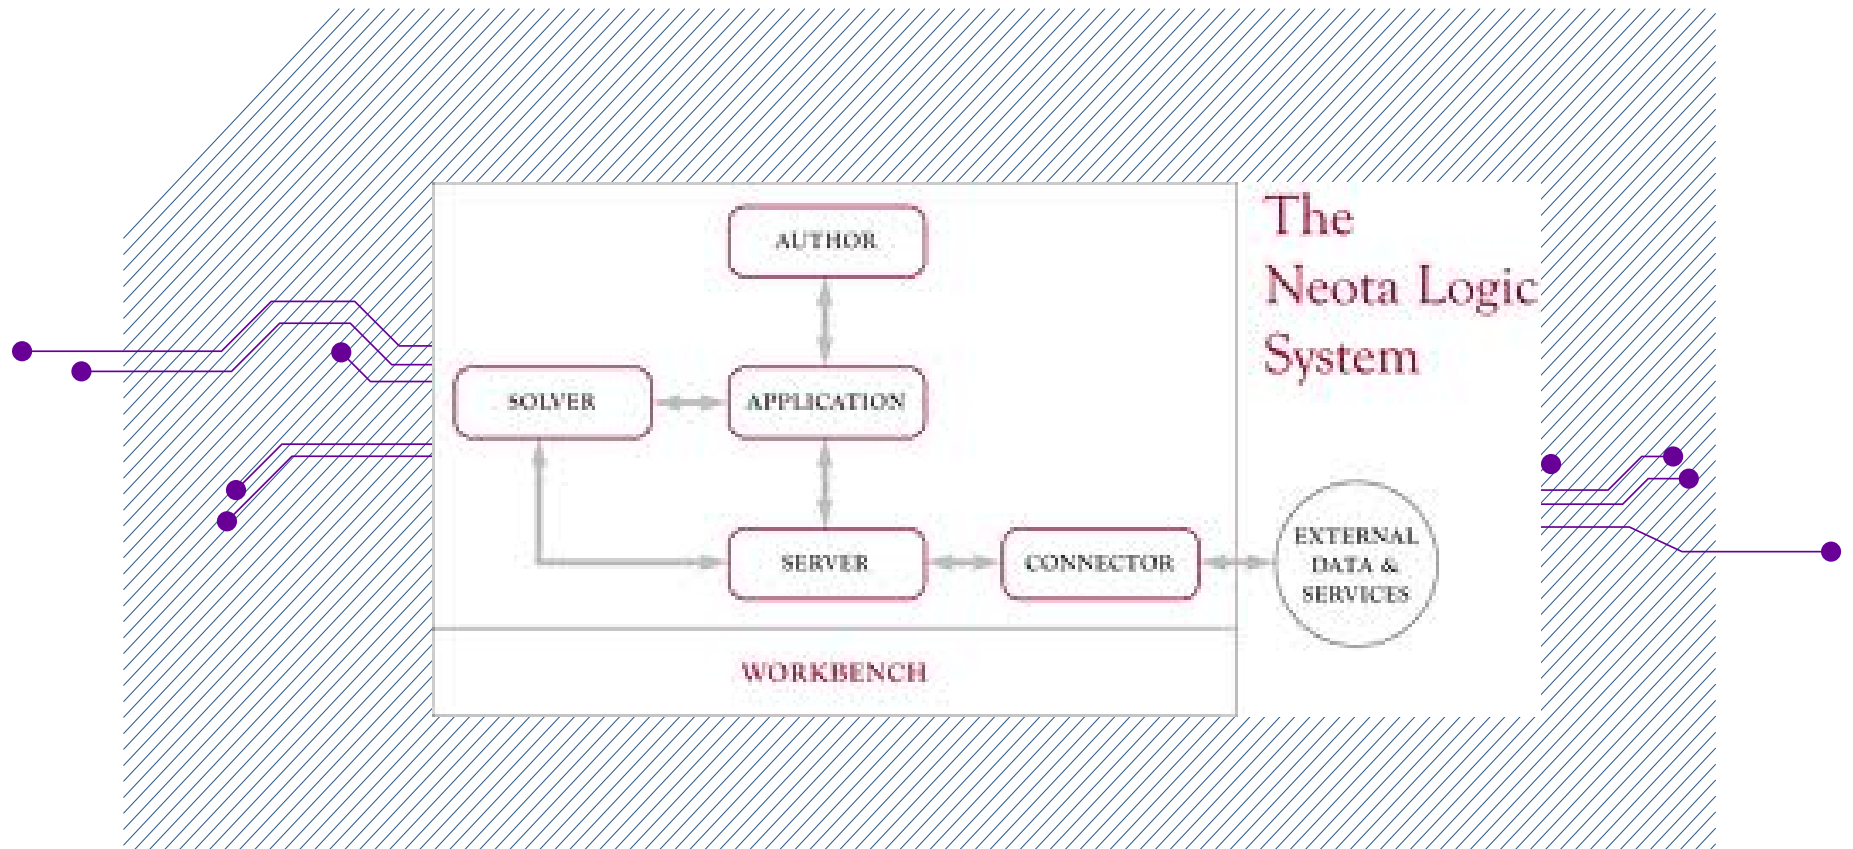 The
Neota Logic
System
AUTHOR
SOLVER
APPLICATION
SERVER
CONNECTOR
EXTERNAL
DATA &
SERVICES
WORKBENCH